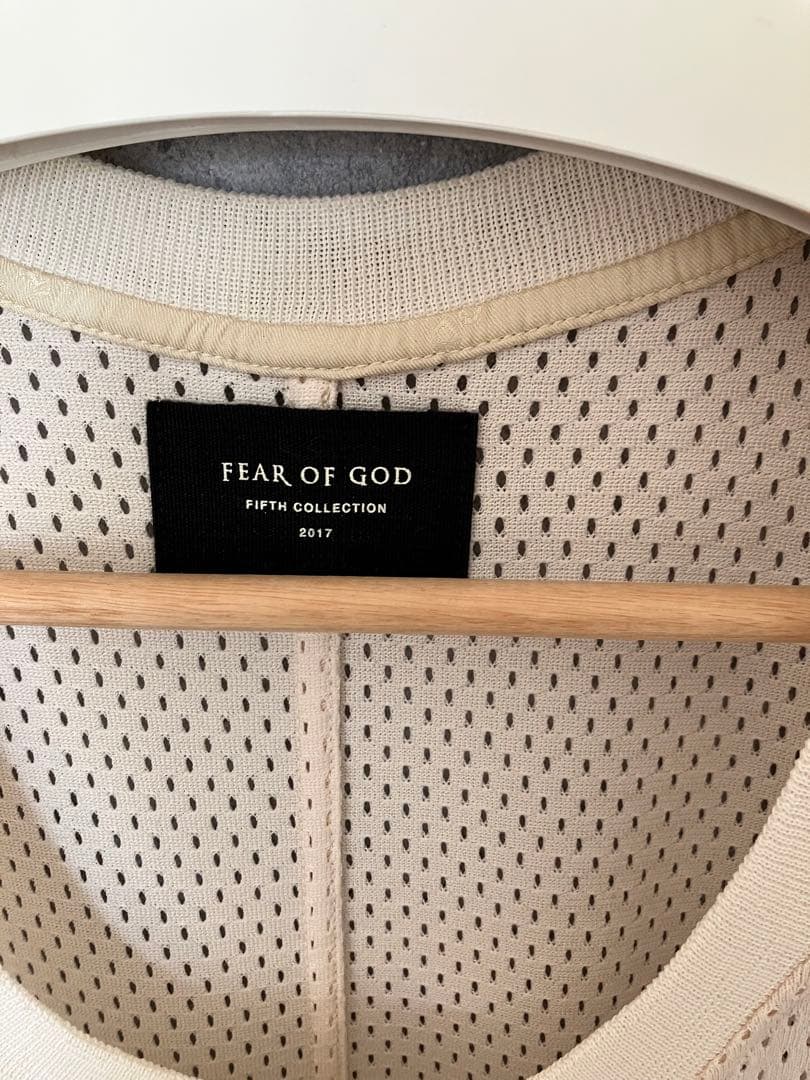 FEAR OF GOD
FIFTH COLLECTION
2017